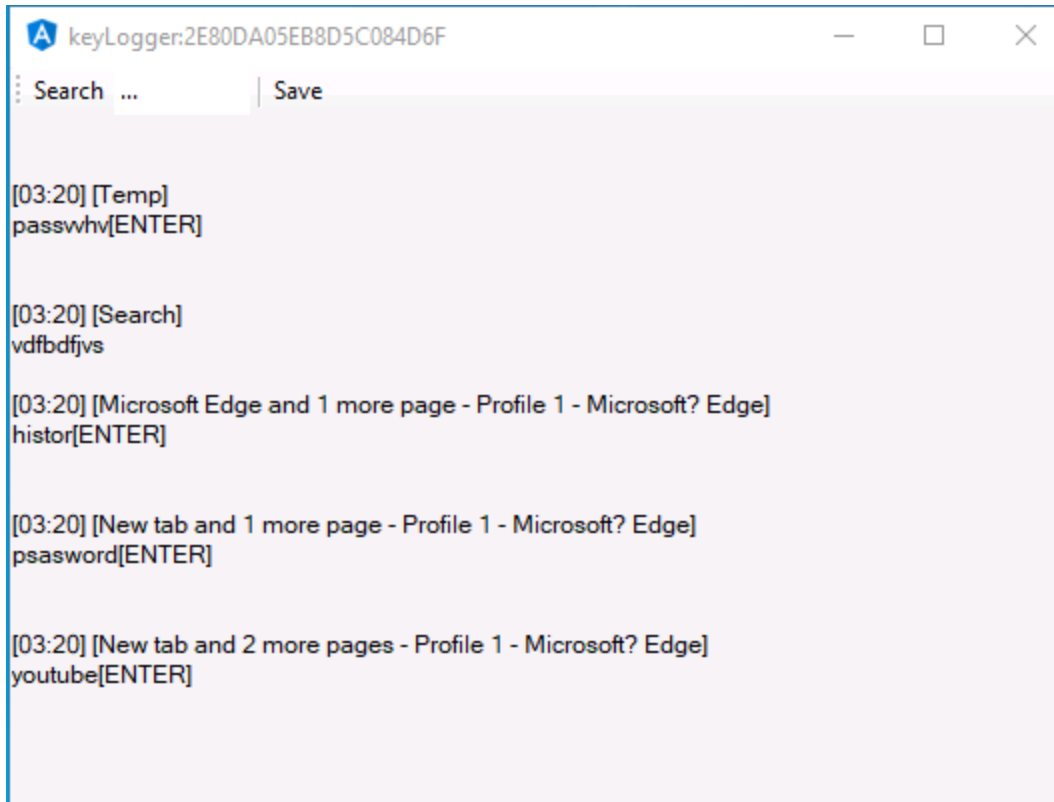 keyLogger:2E80DA05EB8D5C084D6F
Search ... Save
[03:20] [Temp]
passvvhv[ENTER]
[03:20] [Search]
vdfbdfjvs
[03:20] [Microsoft Edge and 1 more page - Profile 1 - Microsoft? Edge]
histor[ENTER]
[03:20] [New tab and 1 more page - Profile 1 - Microsoft? Edge]
psasword[ENTER]
[03:20] [New tab and 2 more pages - Profile 1 - Microsoft? Edge]
youtube[ENTER]